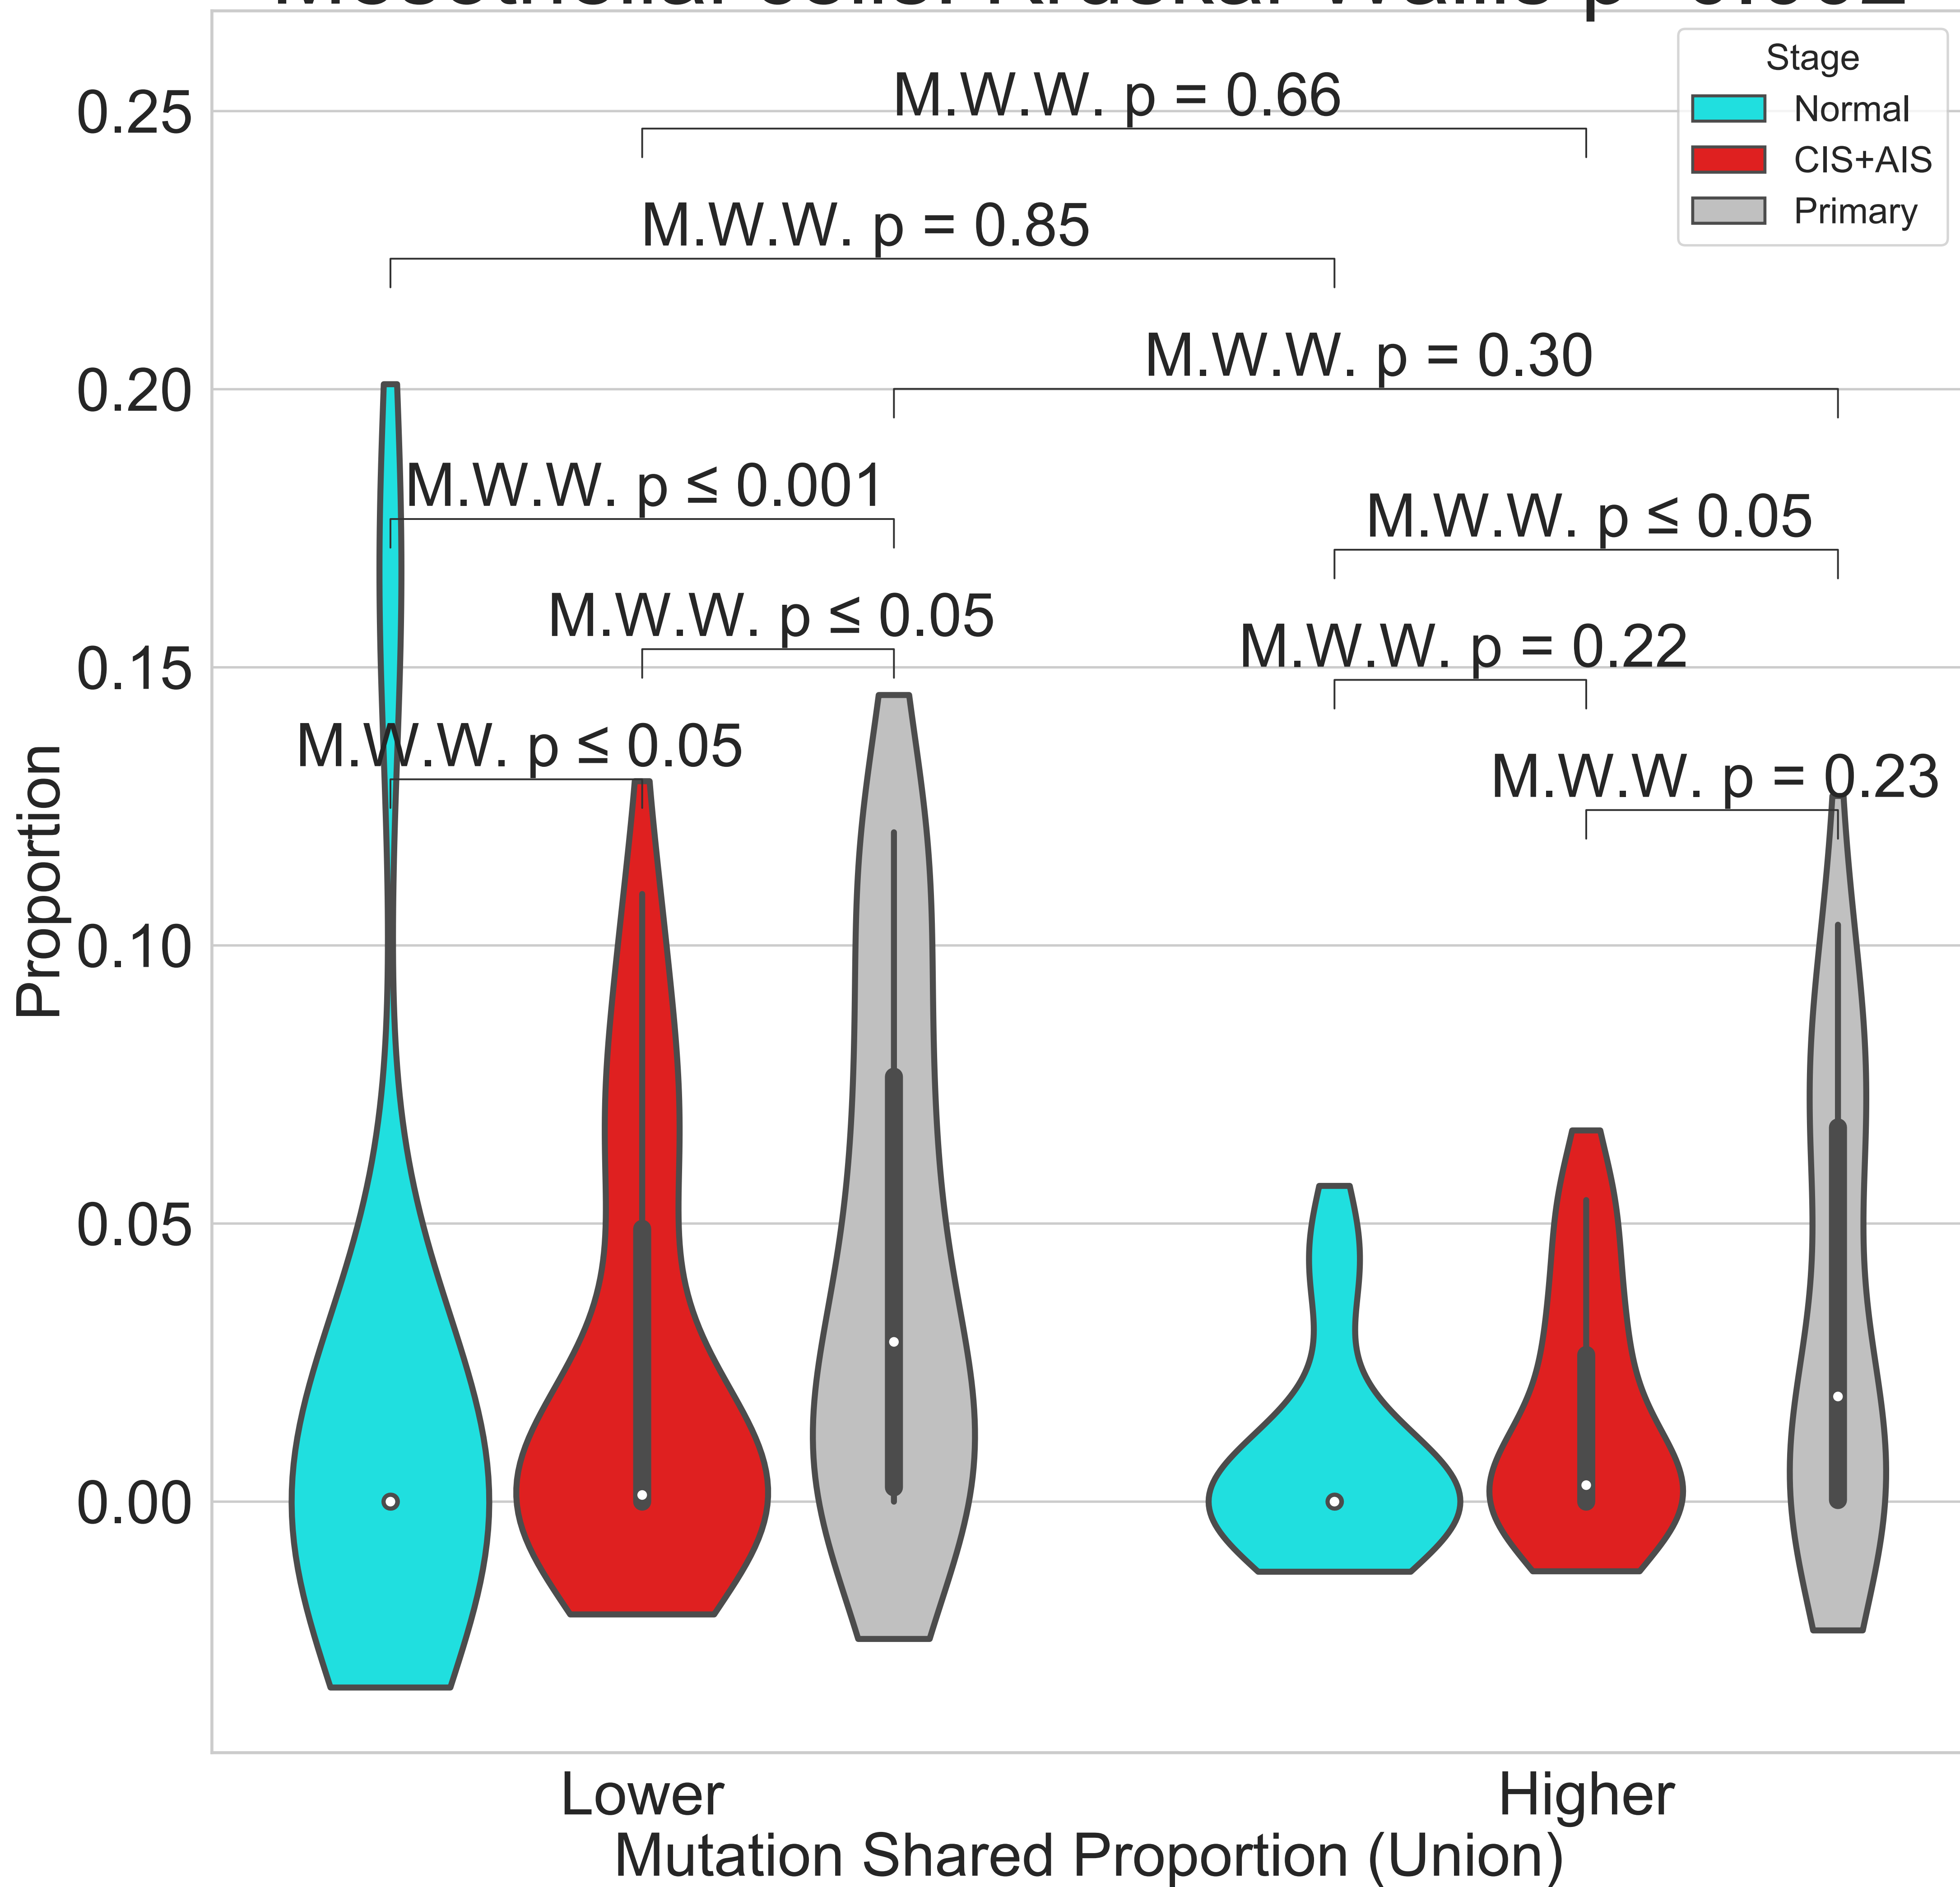 Stage
Normal
CIS+AIS
Primary
M.W.W. p = 0.66
M.W.W. p = 0.85
M.W.W. p = 0.30
M.W.W. p ≤ 0.001
M.W.W. p ≤ 0.05
M.W.W. p ≤ 0.05
M.W.W. p = 0.22
M.W.W. p ≤ 0.05
M.W.W. p = 0.23
0.25
0.20
0.15
0.10
0.05
0.00
Proportion
Lower
Higher
Mutation Shared Proportion (Union)